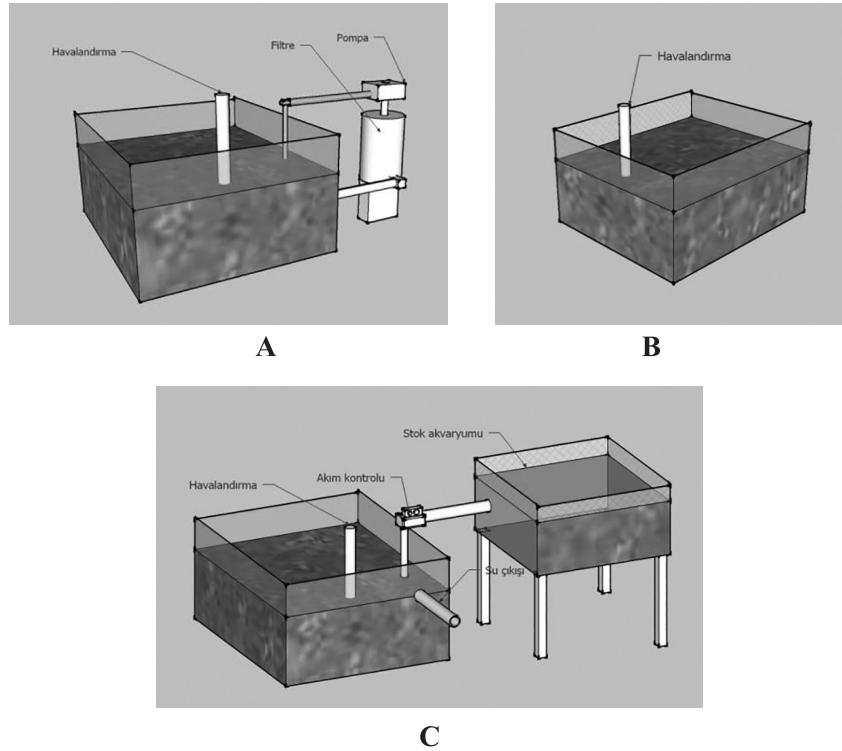 Havalandırma
Filtre
Pompa
A
Havalandırma
B
Stok akvaryumu
Akım kontrolu
Havalandırma
Su çıkışı
C